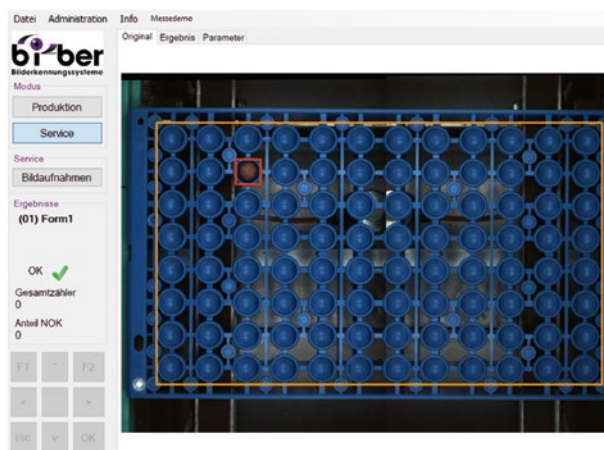 Datei Administration Info Messedemo
Original Ergebnis Parameter
bi-ber
Bilderkennungssysteme
Modus
Produktion
Service
Service
Bildaufnahmen
Ergebnisse
(01) Form1
OK
Gesamtzähler
0
Anteil NOK
0
F1 ^ F2
< >
ESC v OK